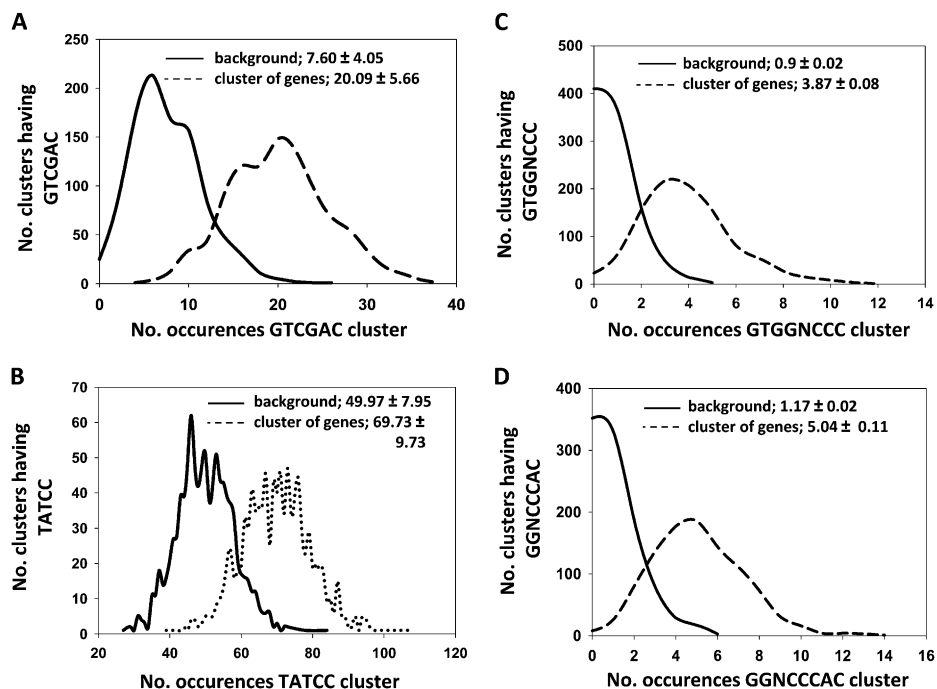 A
250
200
150
100
50
0
0 10 20 30 40
No. clusters having
GTCGAC
background; 7.60 ± 4.05
cluster of genes; 20.09 ± 5.66
No. occurences GTCGAC cluster
C
500
400
300
200
100
0
0 2 4 6 8 10 12 14
No. clusters having
GTGGNCCC
background; 0.9 ± 0.02
cluster of genes; 3.87 ± 0.08
No. occurences GTGGNCCC cluster
B
70
60
50
40
30
20
10
0
20 40 60 80 100 120
No. clusters having
TATCC
background; 49.97 ± 7.95
cluster of genes; 69.73 ±
9.73
No. occurences TATCC cluster
D
400
300
200
100
0
0 2 4 6 8 10 12 14 16
No. clusters having
GGNCCCAC
background; 1.17 ± 0.02
cluster of genes; 5.04 ± 0.11
No. occurences GGNCCCAC cluster